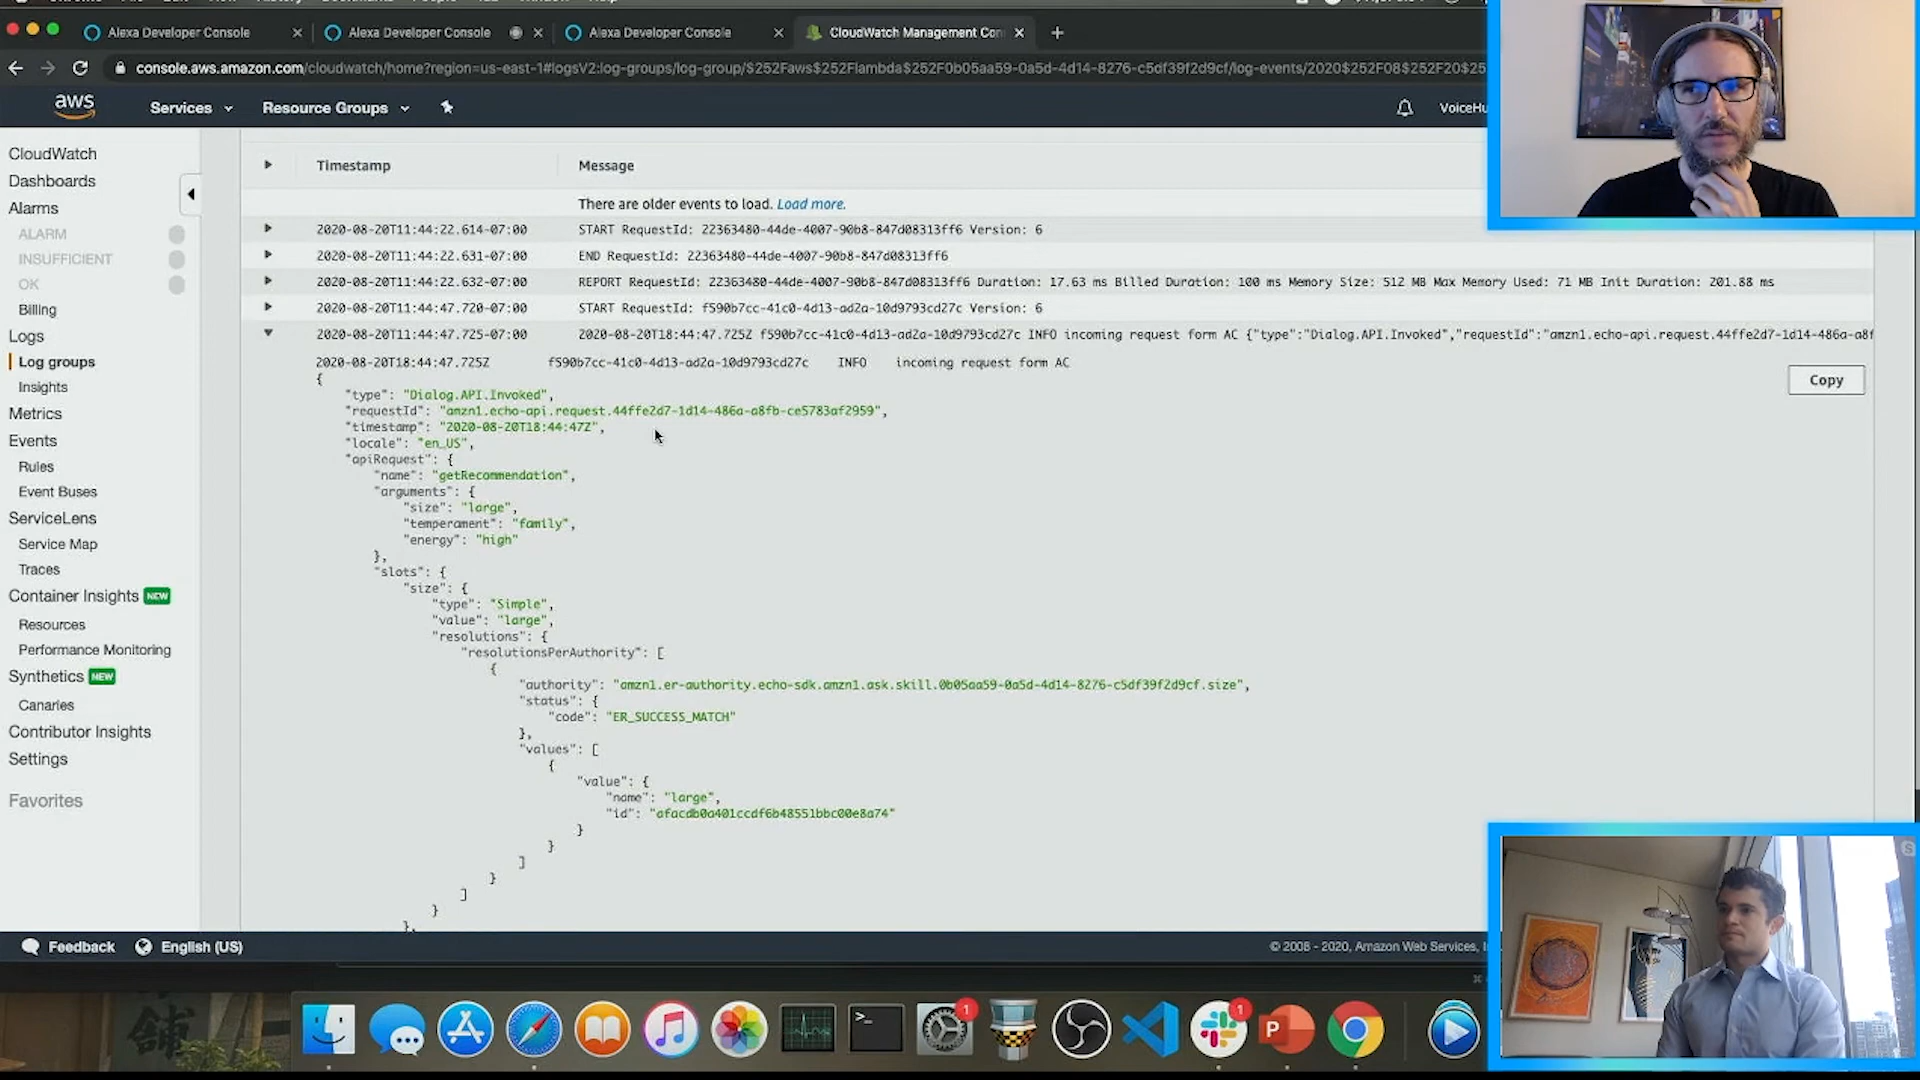 Alexa Developer Console
Alexa Developer Console
Alexa Developer Console
CloudWatch Management Con
console.aws.amazon.com/cloudwatch/home?region=us-east-1#logsV2:log-groups/log-group/$252Faws$252Flambda$252F0b05aa59-0a5d-4d14-8276-c5df39f2d9cf/log-events/2020$252F08$252F20$25
aws
Services
Resource Groups
VoiceHu
CloudWatch
Dashboards
Alarms
ALARM
INSUFFICIENT
OK
Billing
Logs
Log groups
Insights
Metrics
Events
Rules
Event Buses
ServiceLens
Service Map
Traces
Container Insights NEW
Resources
Performance Monitoring
Synthetics NEW
Canaries
Contributor Insights
Settings
Favorites
Timestamp Message
There are older events to load. Load more.
2020-08-20T11:44:22.614-07:00 START RequestId: 22363480-44de-4007-90b8-847d08313ff6 Version: 6
2020-08-20T11:44:22.631-07:00 END RequestId: 22363480-44de-4007-90b8-847d08313ff6
2020-08-20T11:44:22.632-07:00 REPORT RequestId: 22363480-44de-4007-90b8-847d08313ff6 Duration: 17.63 ms Billed Duration: 100 ms Memory Size: 512 MB Max Memory Used: 71 MB Init Duration: 201.88 ms
2020-08-20T11:44:47.720-07:00 START RequestId: f590b7cc-41c0-4d13-ad2a-10d9793cd27c Version: 6
2020-08-20T11:44:47.725-07:00 2020-08-20T18:44:47.725Z f590b7cc-41c0-4d13-ad2a-10d9793cd27c INFO incoming request form AC {"type":"Dialog.API.Invoked","requestId":"amzn1.echo-api.request.44ffe2d7-1d14-486a-a8f
2020-08-20T18:44:47.725Z f590b7cc-41c0-4d13-ad2a-10d9793cd27c INFO incoming request form AC
Copy
{
"type": "Dialog.API.Invoked",
"requestId": "amzn1.echo-api.request.44ffe2d7-1d14-486a-a8fb-ce5783af2959",
"timestamp": "2020-08-20T18:44:47Z",
"locale": "en_US",
"apiRequest": {
"name": "getRecommendation",
"arguments": {
"size": "large",
"temperament": "family",
"energy": "high"
},
"slots": {
"size": {
"type": "Simple",
"value": "large",
"resolutions": {
"resolutionsPerAuthority": [
{
"authority": "amzn1.er-authority.echo-sdk.amzn1.ask.skill.0b05aa59-0a5d-4d14-8276-c5df39f2d9cf.size",
"status": {
"code": "ER_SUCCESS_MATCH"
},
"values": [
{
"value": {
"name": "large",
"id": "afacdb0a401ccdf6b48551bbc00e8a74"
}
}
]
}
]
}
},
Feedback English (US)
© 2008 - 2020, Amazon Web Services, I
1
1
P